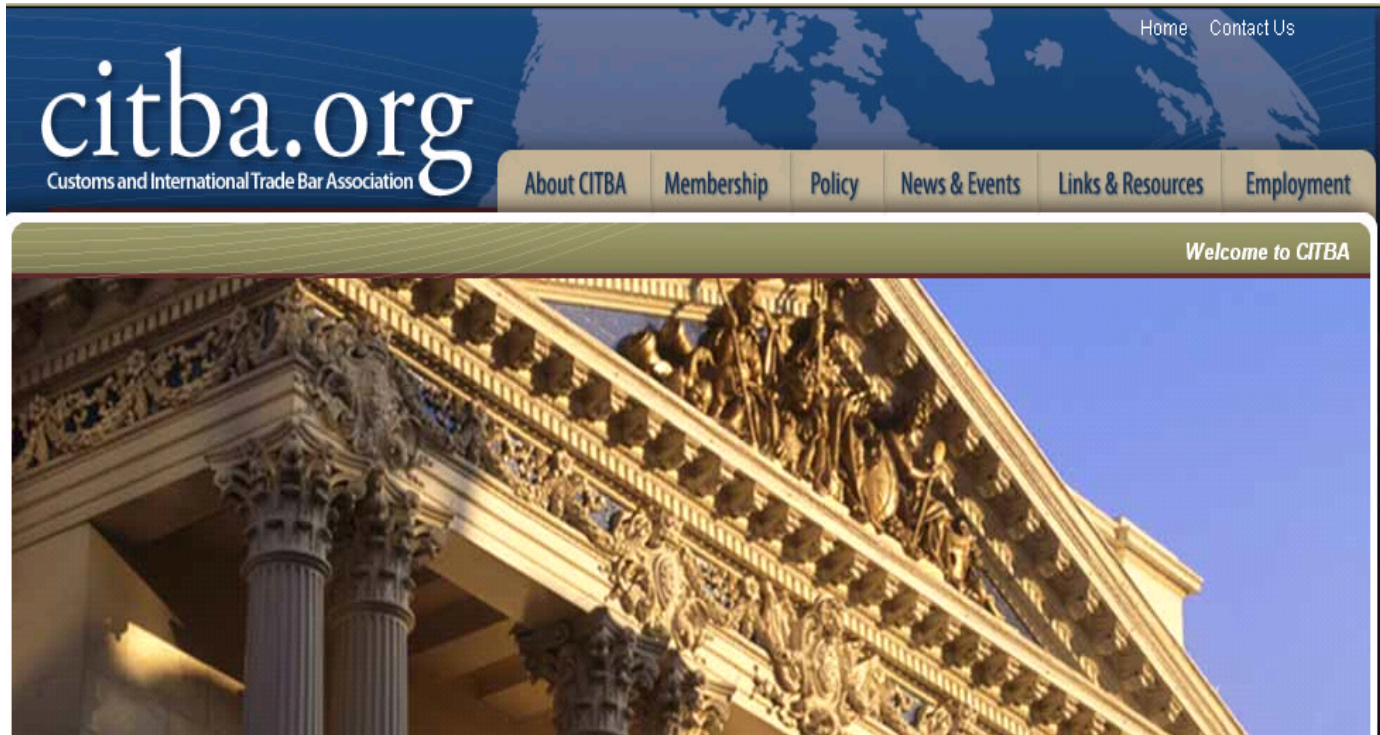 Home Contact Us
citba.org
Customs and International Trade Bar Association
About CITBA Membership Policy News & Events Links & Resources Employment
Welcome to CITBA